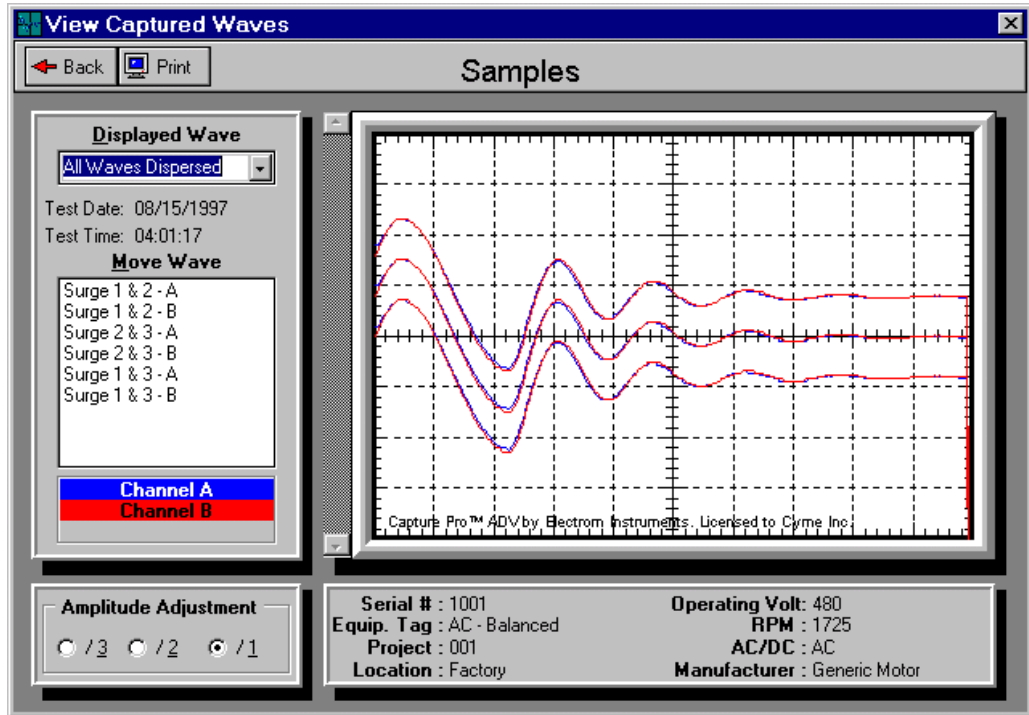 View Captured Waves
Back
Print
Samples
Displayed Wave
All Waves Dispersed
Test Date: 08/15/1997
Test Time: 04:01:17
Move Wave
Surge 1 & 2 - A
Surge 1 & 2 - B
Surge 2 & 3 - A
Surge 2 & 3 - B
Surge 1 & 3 - A
Surge 1 & 3 - B
Channel A
Channel B
Capture Pro™ ADV by Electrom Instruments. Licensed to Cyme Inc.
Amplitude Adjustment
/ 3 / 2 / 1
Serial # : 1001
Equip. Tag : AC - Balanced
Project : 001
Location : Factory
Operating Volt: 480
RPM : 1725
AC/DC : AC
Manufacturer : Generic Motor